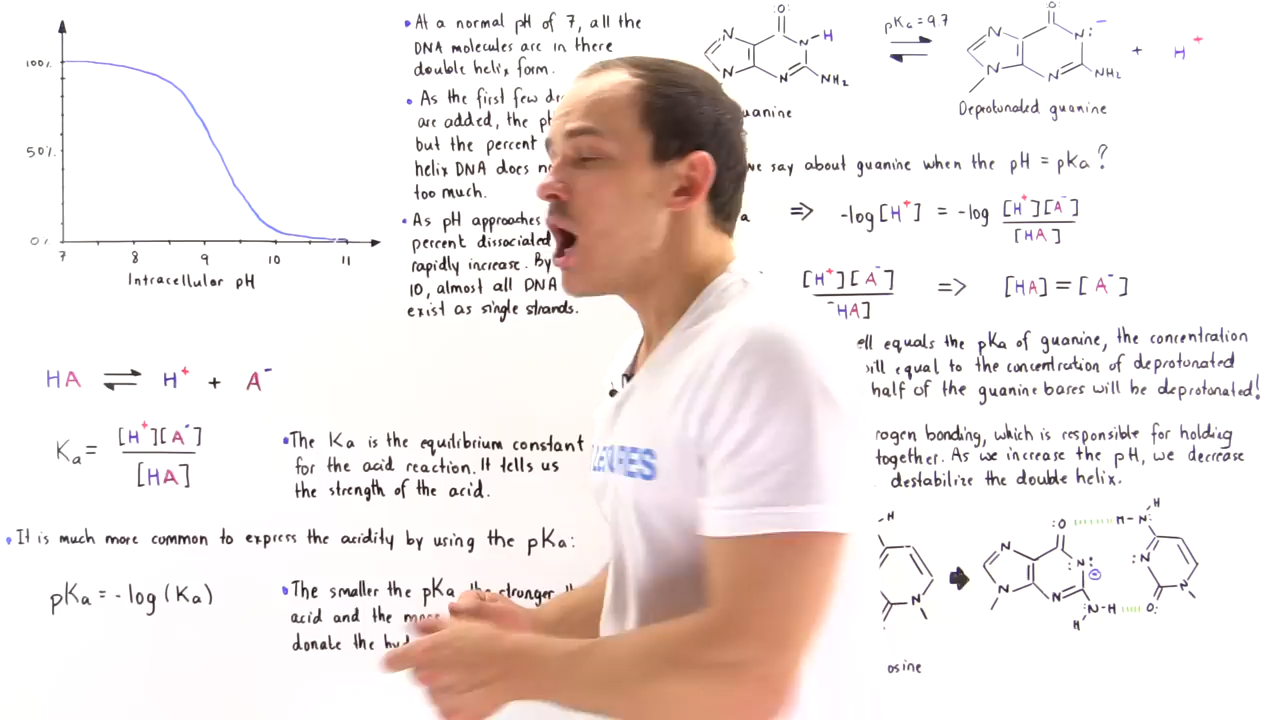 100%
50%
0%
7 8 9 10 11
Intracellular pH
• At a normal pH of 7, all the
DNA molecules are in there
double helix form.
• As the first few
are added, the
but the percent
helix DNA does
too much.
• As pH approaches
percent dissociated
rapidly increase. By
10, almost all DNA
exist as single strands.
HA ⇌ H+ + A-
Ka = [H+][A-] / [HA]
• The Ka is the equilibrium constant
for the acid reaction. It tells us
the strength of the acid.
• It is much more common to express the acidity by using the pKa:
pKa = -log(Ka)
• The smaller the pKa the stronger
acid and the
donate the
O N N N H N NH2
pKa = 9.7
⇌
O N N N: - N NH2
+ H+
Deprotonated guanine
say about guanine when the pH = pKa?
⇒ -log[H+] = -log [H+][A-] / [HA]
[H+][A-] / [HA] => [HA] = [A-]
equals the pKa of guanine, the concentration
equal to the concentration of deprotonated
half of the guanine bases will be deprotonated!
bonding, which is responsible for holding
together. As we increase the pH, we decrease
destabilize the double helix.
-H N
:O: H-N: H
N N N: - :N N
N N-H :O:
H